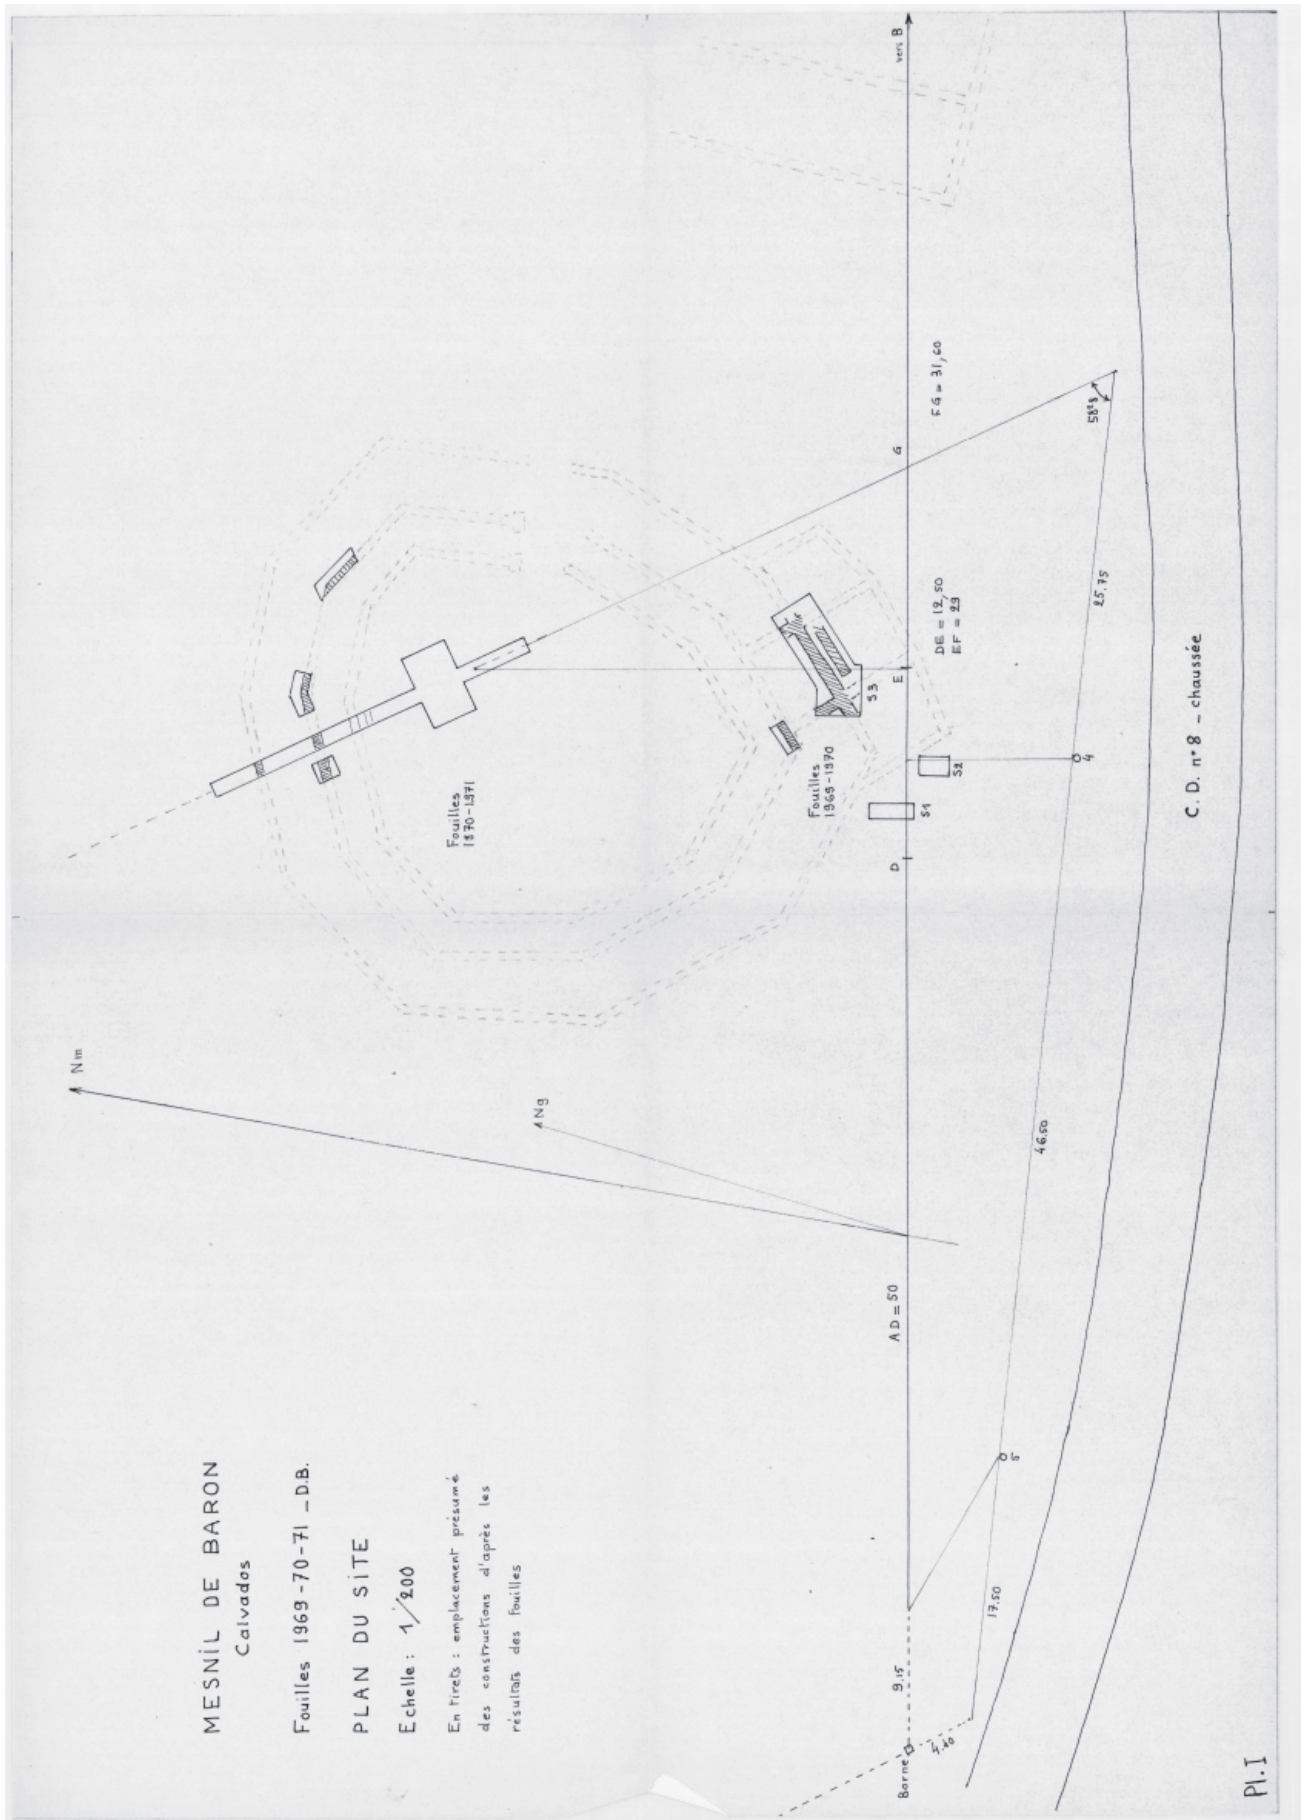 MESNIL DE BARON
Calvados
Fouilles 1969-70-71 _ D.B.
PLAN DU SITE
Echelle : 1/200
En tirets : emplacement présumé
des constructions d'après les
résultats des fouilles
Nm
Ng
Fouilles
1970-1971
Fouilles
1969-1970
S3
S1
S2
Borne
9.15
AD = 50
D
E
G
vers B
DE = 12,50
EF = 29
FG = 31,60
4.40
17.50
5
46.50
4
25.75
C.D. n° 8 _ chaussée
Pl. I